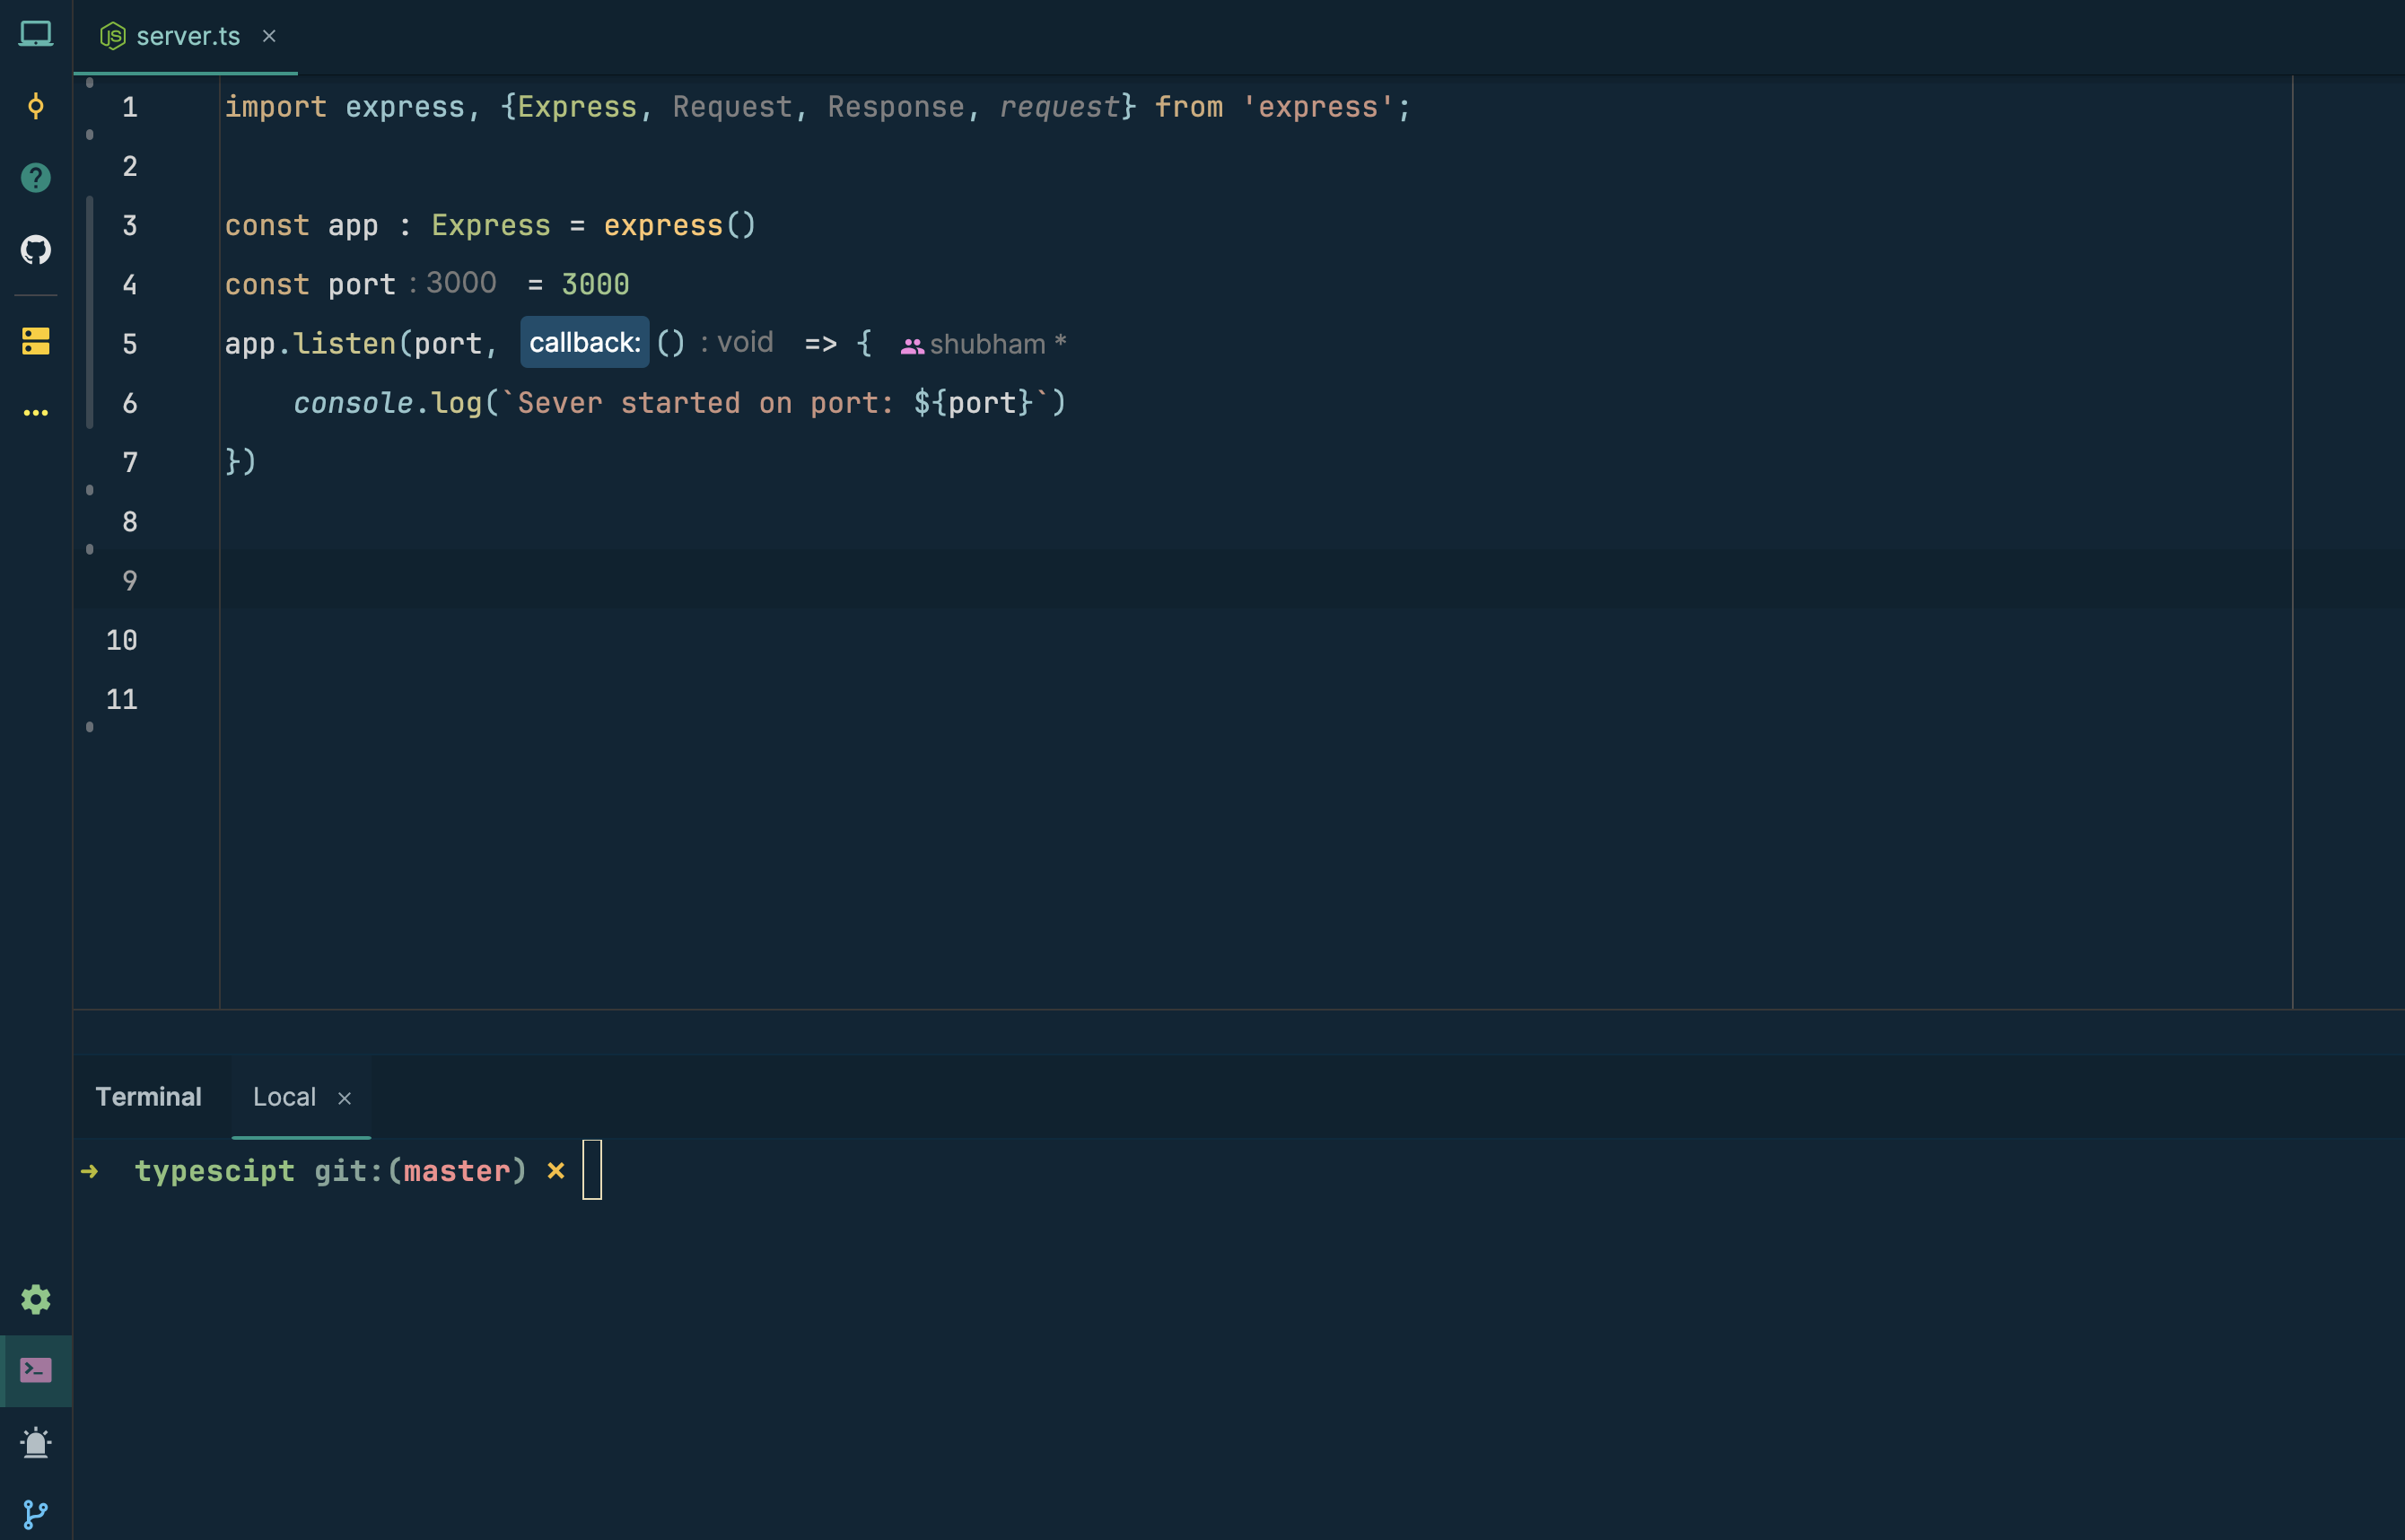 server.ts ×
1 import express, {Express, Request, Response, request} from 'express';
2
3 const app : Express = express()
4 const port : 3000 = 3000
5 app.listen(port, callback: () : void => { shubham *
6 console.log(`Sever started on port: ${port}`)
7 })
8
9
10
11
Terminal Local ×
→ typescipt git:(master) ×